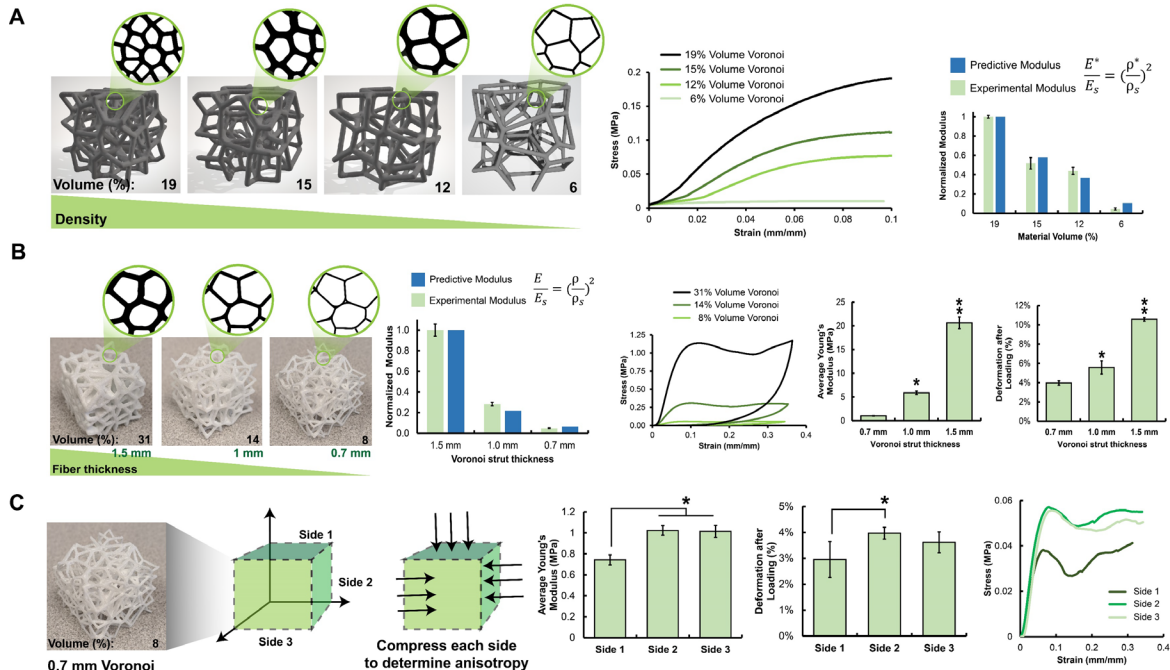 A
Volume (%):
19
15
12
6
Density
19% Volume Voronoi
15% Volume Voronoi
12% Volume Voronoi
6% Volume Voronoi
Stress (MPa)
0.2
0.15
0.1
0.05
0
0
0.02
0.04
0.06
0.08
0.1
Strain (mm/mm)
Predictive Modulus
Experimental Modulus
E*/E_S = (ρ*/ρ_S)²
Normalized Modulus
1
0.8
0.6
0.4
0.2
0
19
15
12
6
Material Volume (%)
B
Volume (%):
31
14
8
1.5 mm
1 mm
0.7 mm
Fiber thickness
Predictive Modulus
Experimental Modulus
E/E_S = (ρ/ρ_S)²
Normalized Modulus
1.0
0.8
0.6
0.4
0.2
0.0
1.5 mm
1.0 mm
0.7 mm
Voronoi strut thickness
31% Volume Voronoi
14% Volume Voronoi
8% Volume Voronoi
Stress (MPa)
1.25
1.00
0.75
0.50
0.25
0.00
0
0.1
0.2
0.3
0.4
Strain (mm/mm)
Average Young's
Modulus (MPa)
25
20
15
10
5
0
*
*
*
0.7 mm
1.0 mm
1.5 mm
Voronoi strut thickness
Deformation after
Loading (%)
12%
10%
8%
6%
4%
2%
0%
*
*
*
0.7 mm
1.0 mm
1.5 mm
Voronoi strut thickness
C
Volume (%):
8
0.7 mm Voronoi
Side 1
Side 2
Side 3
Compress each side
to determine anisotropy
Average Young's
Modulus (MPa)
1.2
1
0.8
0.6
0.4
0.2
0
*
Side 1
Side 2
Side 3
Deformation after
Loading (%)
5%
4%
3%
2%
1%
0%
*
Side 1
Side 2
Side 3
Stress (MPa)
0.06
0.04
0.02
0
0
0.1
0.2
0.3
0.4
Side 1
Side 2
Side 3
Strain (mm/mm)